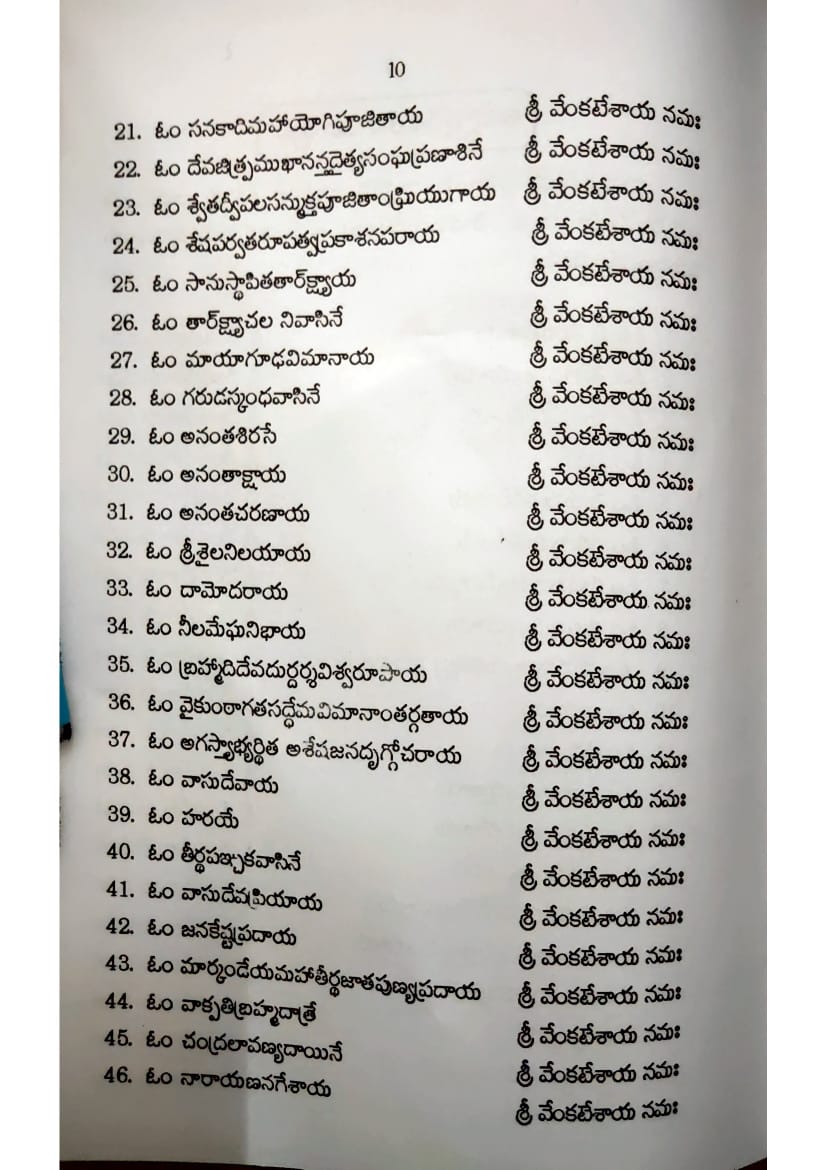 10
21. ఓం సనకాదిమహాయోగిపూజితాయ శ్రీ వేంకటేశాయ నమః
22. ఓం దేవజిత్ప్రముఖానన్తదైత్యసంఘప్రణాశినే శ్రీ వేంకటేశాయ నమః
23. ఓం శ్వేతద్వీపలసన్ముక్తపూజితాంఘ్రియుగాయ శ్రీ వేంకటేశాయ నమః
24. ఓం శేషపర్వతరూపత్వప్రకాశనపరాయ శ్రీ వేంకటేశాయ నమః
25. ఓం సానుస్థాపితతార్‌క్ష్యాయ శ్రీ వేంకటేశాయ నమః
26. ఓం తార్‌క్ష్యాచల నివాసినే శ్రీ వేంకటేశాయ నమః
27. ఓం మాయాగూఢవిమానాయ శ్రీ వేంకటేశాయ నమః
28. ఓం గరుడస్కంధవాసినే శ్రీ వేంకటేశాయ నమః
29. ఓం అనంతశిరసే శ్రీ వేంకటేశాయ నమః
30. ఓం అనంతాక్షాయ శ్రీ వేంకటేశాయ నమః
31. ఓం అనంతచరణాయ శ్రీ వేంకటేశాయ నమః
32. ఓం శ్రీశైలనిలయాయ శ్రీ వేంకటేశాయ నమః
33. ఓం దామోదరాయ శ్రీ వేంకటేశాయ నమః
34. ఓం నీలమేఘనిభాయ శ్రీ వేంకటేశాయ నమః
35. ఓం బ్రహ్మాదిదేవదుర్దర్శవిశ్వరూపాయ శ్రీ వేంకటేశాయ నమః
36. ఓం వైకుంఠాగతసద్ధేమవిమానాంతర్గతాయ శ్రీ వేంకటేశాయ నమః
37. ఓం అగస్త్యాభ్యర్థిత అశేషజనదృగ్గోచరాయ శ్రీ వేంకటేశాయ నమః
38. ఓం వాసుదేవాయ శ్రీ వేంకటేశాయ నమః
39. ఓం హరయే శ్రీ వేంకటేశాయ నమః
40. ఓం తీర్థపఞ్చకవాసినే శ్రీ వేంకటేశాయ నమః
41. ఓం వాసుదేవప్రియాయ శ్రీ వేంకటేశాయ నమః
42. ఓం జనకేష్టప్రదాయ శ్రీ వేంకటేశాయ నమః
43. ఓం మార్కండేయమహాతీర్థజాతపుణ్యప్రదాయ శ్రీ వేంకటేశాయ నమః
44. ఓం వాక్పతిబ్రహ్మదాత్రే శ్రీ వేంకటేశాయ నమః
45. ఓం చంద్రలావణ్యదాయినే శ్రీ వేంకటేశాయ నమః
46. ఓం నారాయణనగేశాయ శ్రీ వేంకటేశాయ నమః